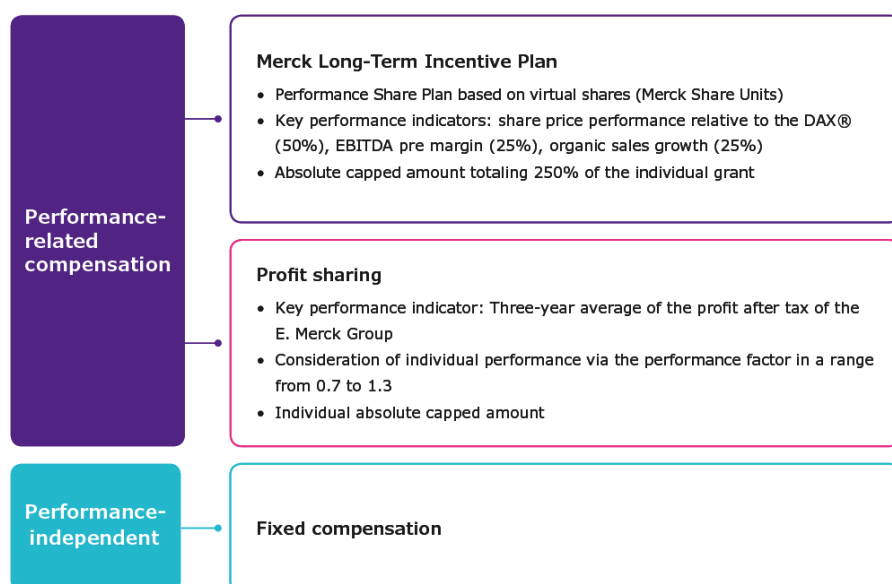 Performance-
related
compensation
Merck Long-Term Incentive Plan
• Performance Share Plan based on virtual shares (Merck Share Units)
• Key performance indicators: share price performance relative to the DAX®
(50%), EBITDA pre margin (25%), organic sales growth (25%)
• Absolute capped amount totaling 250% of the individual grant
Profit sharing
• Key performance indicator: Three-year average of the profit after tax of the
E. Merck Group
• Consideration of individual performance via the performance factor in a range
from 0.7 to 1.3
• Individual absolute capped amount
Performance-
independent
Fixed compensation